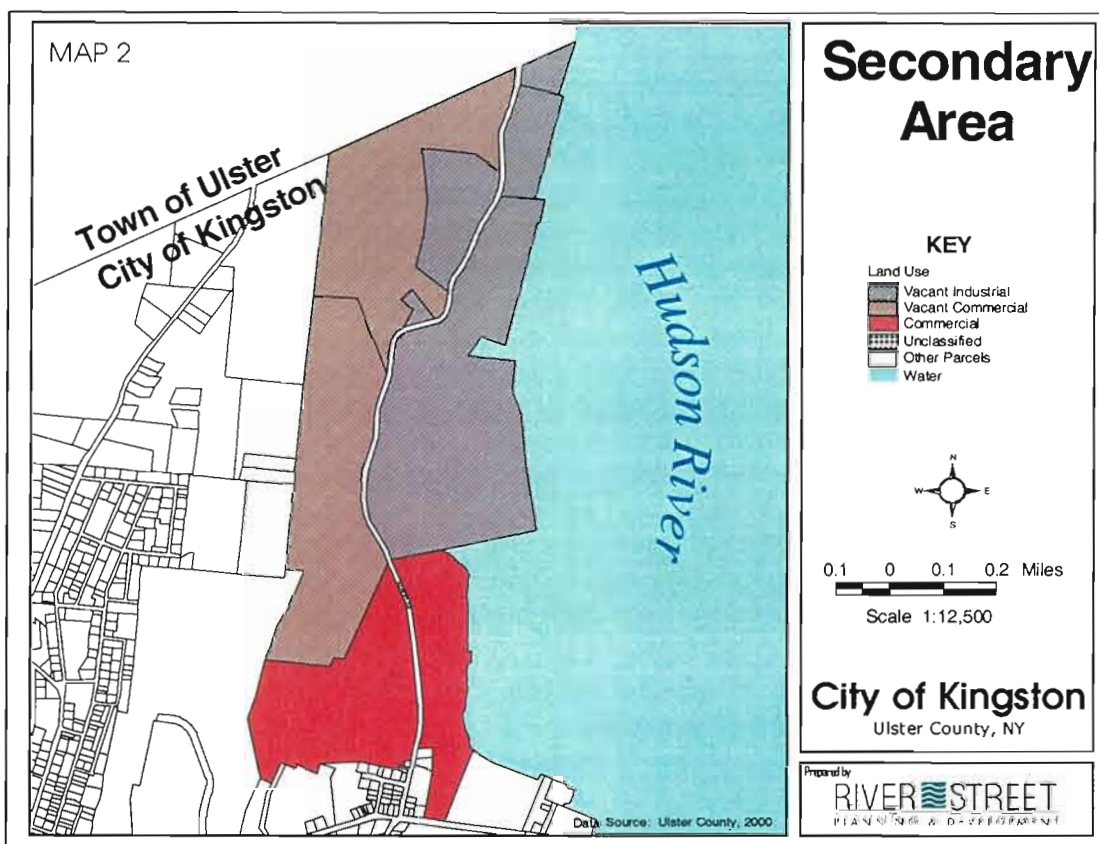 MAP 2
Town of Ulster
City of Kingston
Hudson River
Data Source: Ulster County, 2000
Secondary
Area
KEY
Land Use
Vacant Industrial
Vacant Commercial
Commercial
Unclassified
Other Parcels
Water
N
W E
S
0.1 0 0.1 0.2 Miles
Scale 1:12,500
City of Kingston
Ulster County, NY
Prepared by
RIVER STREET
PLANNING & DEVELOPMENT